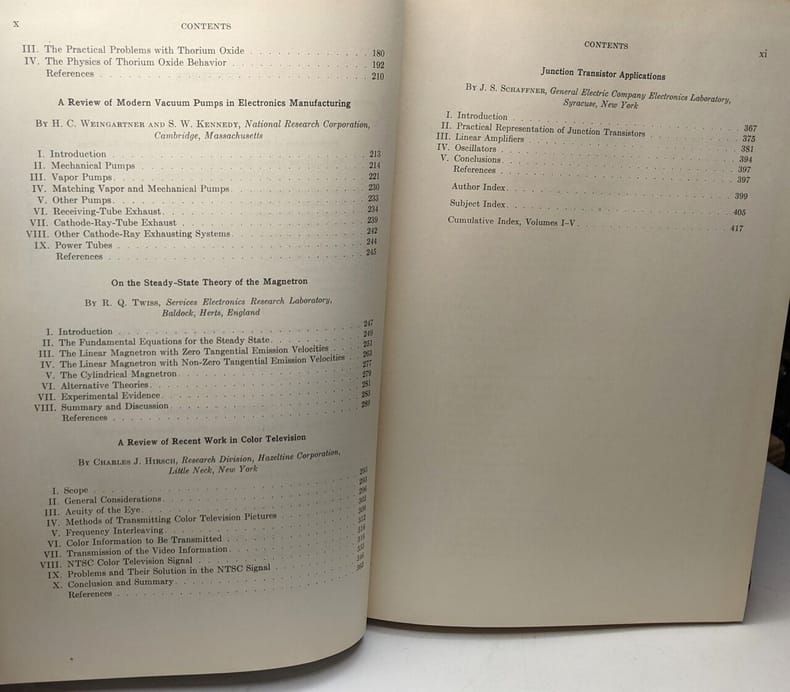 X
CONTENTS
III. The Practical Problems with Thorium Oxide 180
IV. The Physics of Thorium Oxide Behavior 192
References 210
A Review of Modern Vacuum Pumps in Electronics Manufacturing
BY H. C. WEINGARTNER AND S. W. KENNEDY, National Research Corporation,
Cambridge, Massachusetts
I. Introduction 213
II. Mechanical Pumps 214
III. Vapor Pumps 221
IV. Matching Vapor and Mechanical Pumps 230
V. Other Pumps 233
VI. Receiving-Tube Exhaust 234
VII. Cathode-Ray-Tube Exhaust 239
VIII. Other Cathode-Ray Exhausting Systems 242
IX. Power Tubes 244
References 245
On the Steady-State Theory of the Magnetron
BY R. Q. TWISS, Services Electronics Research Laboratory,
Baldock, Herts, England
I. Introduction 247
II. The Fundamental Equations for the Steady State 249
III. The Linear Magnetron with Zero Tangential Emission Velocities 251
IV. The Linear Magnetron with Non-Zero Tangential Emission Velocities 263
V. The Cylindrical Magnetron 277
VI. Alternative Theories 279
VII. Experimental Evidence 281
VIII. Summary and Discussion 283
References
A Review of Recent Work in Color Television
BY CHARLES J. HIRSCH, Research Division, Hazeltine Corporation,
Little Neck, New York
I. Scope
II. General Considerations
III. Acuity of the Eye
IV. Methods of Transmitting Color Television Pictures
V. Frequency Interleaving
VI. Color Information to Be Transmitted
VII. Transmission of the Video Information
VIII. NTSC Color Television Signal
IX. Problems and Their Solution in the NTSC Signal
X. Conclusion and Summary
References
CONTENTS
xi
Junction Transistor Applications
BY J. S. SCHAFFNER, General Electric Company Electronics Laboratory,
Syracuse, New York
I. Introduction 367
II. Practical Representation of Junction Transistors 375
III. Linear Amplifiers 381
IV. Oscillators 394
V. Conclusions 397
References 397
Author Index 399
Subject Index 405
Cumulative Index, Volumes I-V 417